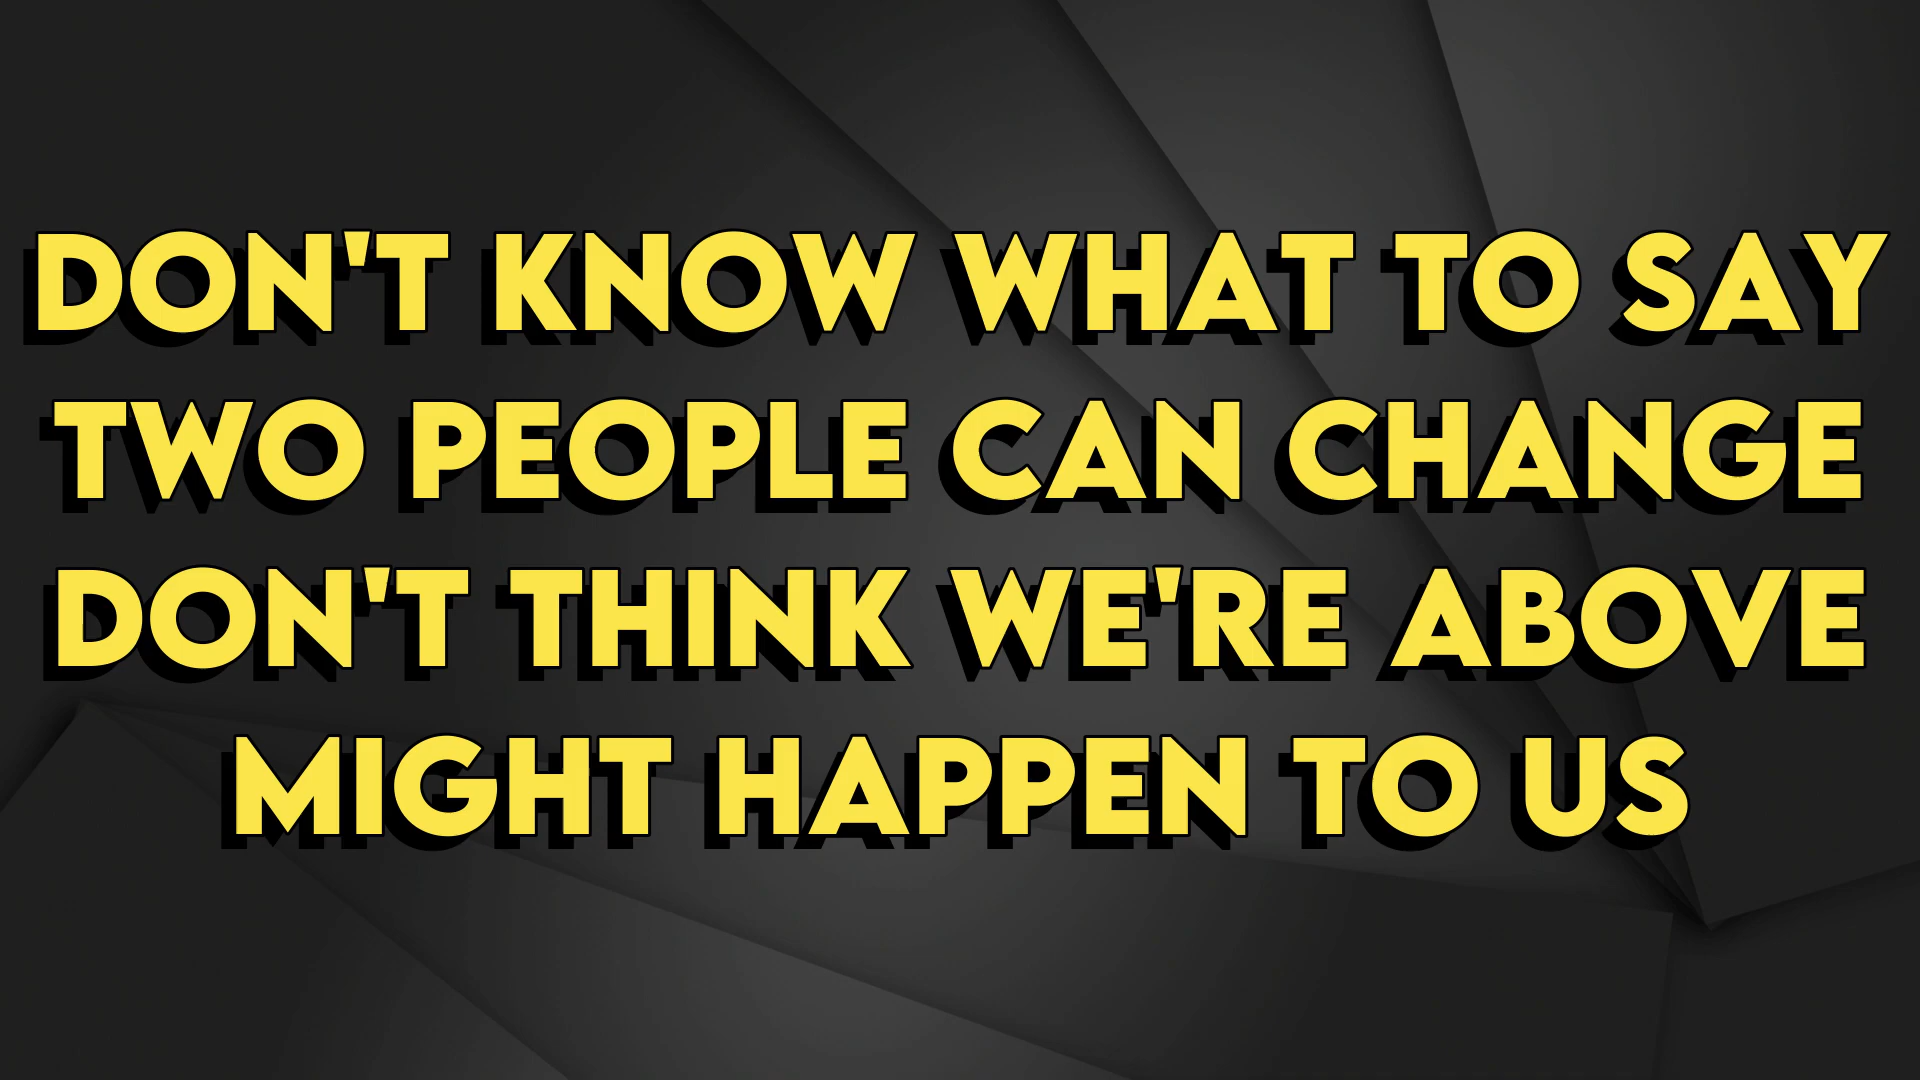 DON'T KNOW WHAT TO SAY
TWO PEOPLE CAN CHANGE
DON'T THINK WE'RE ABOVE
MIGHT HAPPEN TO US